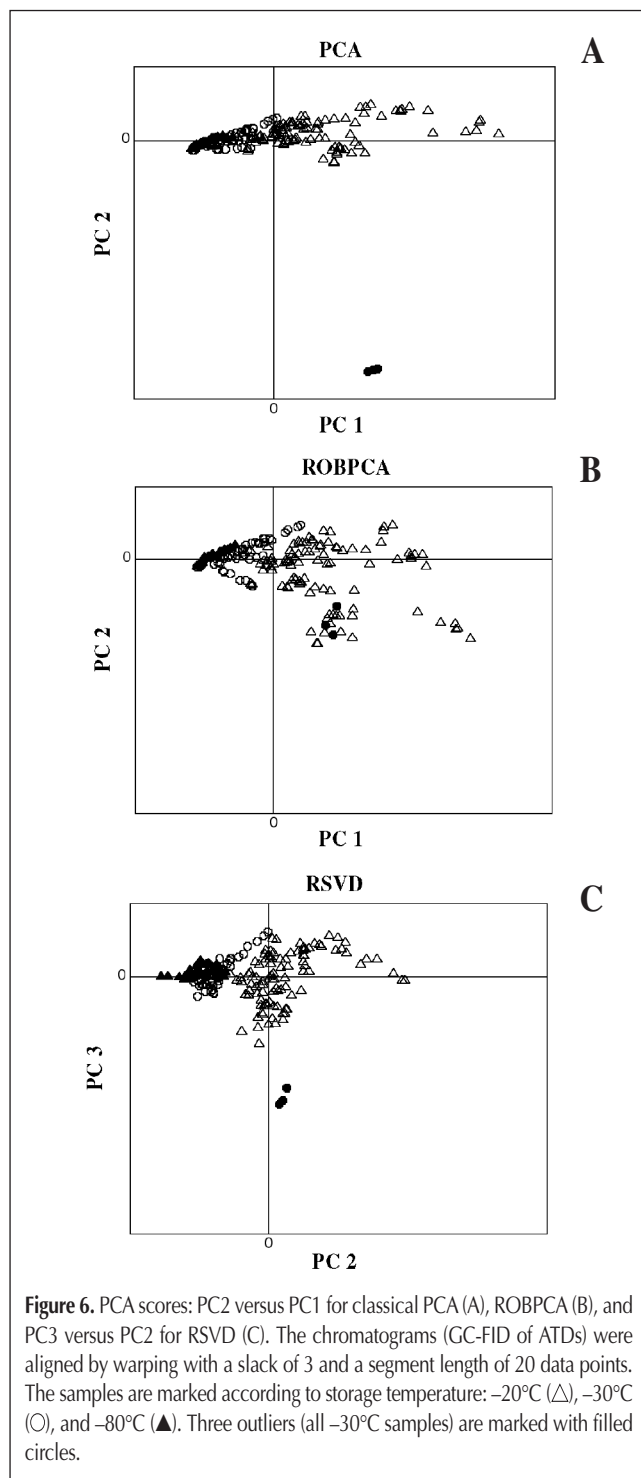 PCA
A
0
PC 2
0
PC 1
ROBPCA
B
0
PC 2
0
PC 1
RSVD
C
0
PC 3
0
PC 2
Figure 6. PCA scores: PC2 versus PC1 for classical PCA (A), ROBPCA (B), and
PC3 versus PC2 for RSVD (C). The chromatograms (GC-FID of ATDs) were
aligned by warping with a slack of 3 and a segment length of 20 data points.
The samples are marked according to storage temperature: –20°C (△), –30°C
(○), and –80°C (▲). Three outliers (all –30°C samples) are marked with filled
circles.